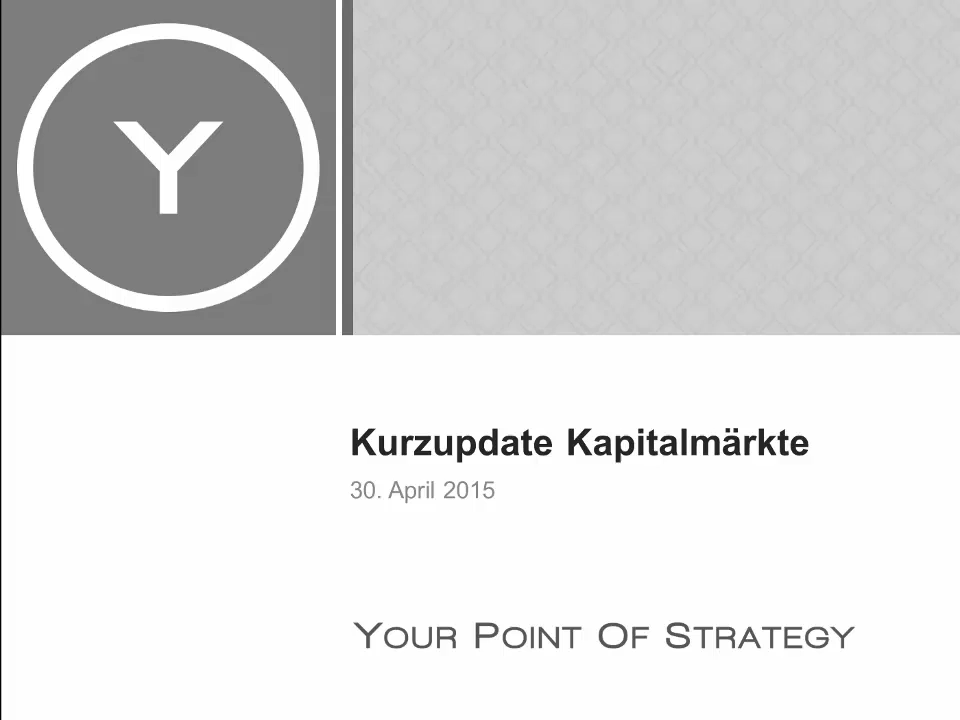 Y
Kurzupdate Kapitalmärkte
30. April 2015
YOUR POINT OF STRATEGY